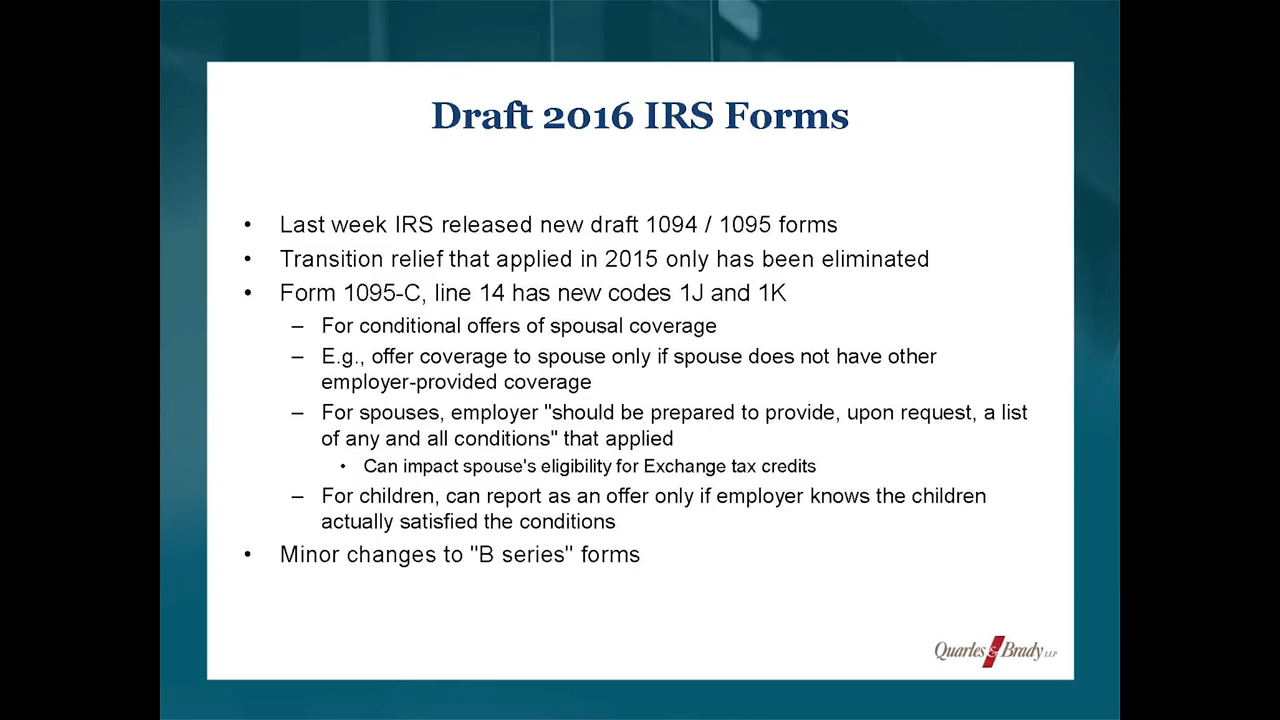 Draft 2016 IRS Forms
• Last week IRS released new draft 1094 / 1095 forms
• Transition relief that applied in 2015 only has been eliminated
• Form 1095-C, line 14 has new codes 1J and 1K
– For conditional offers of spousal coverage
– E.g., offer coverage to spouse only if spouse does not have other
employer-provided coverage
– For spouses, employer "should be prepared to provide, upon request, a list
of any and all conditions" that applied
• Can impact spouse's eligibility for Exchange tax credits
– For children, can report as an offer only if employer knows the children
actually satisfied the conditions
• Minor changes to "B series" forms
Quarles & Brady LLP